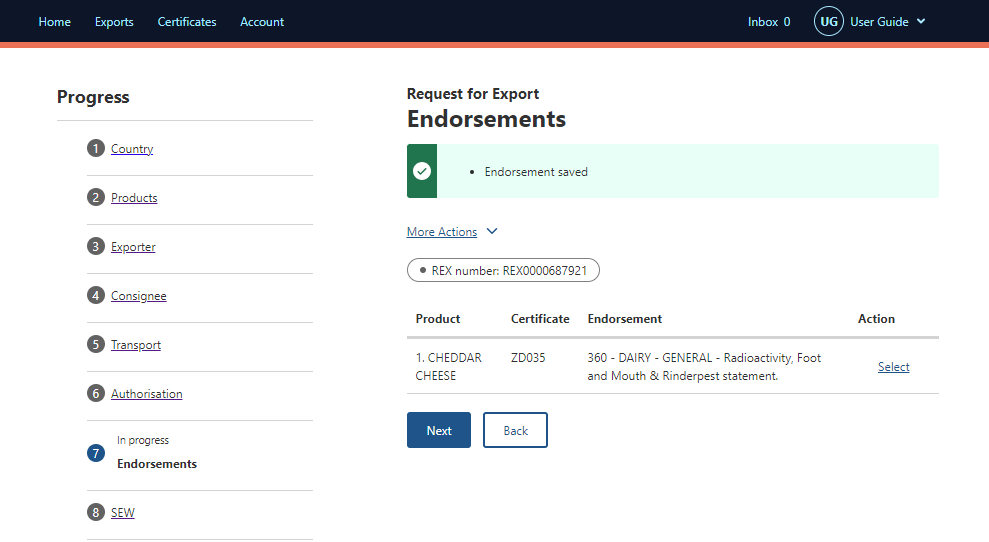 Home Exports Certificates Account Inbox 0 UG User Guide
Progress
1 Country
2 Products
3 Exporter
4 Consignee
5 Transport
6 Authorisation
In progress
7 Endorsements
8 SEW
Request for Export
Endorsements
Endorsement saved
More Actions
REX number: REX0000687921
Product Certificate Endorsement Action
1. CHEDDAR CHEESE
ZD035
360 - DAIRY - GENERAL - Radioactivity, Foot
and Mouth & Rinderpest statement.
Select
Next Back